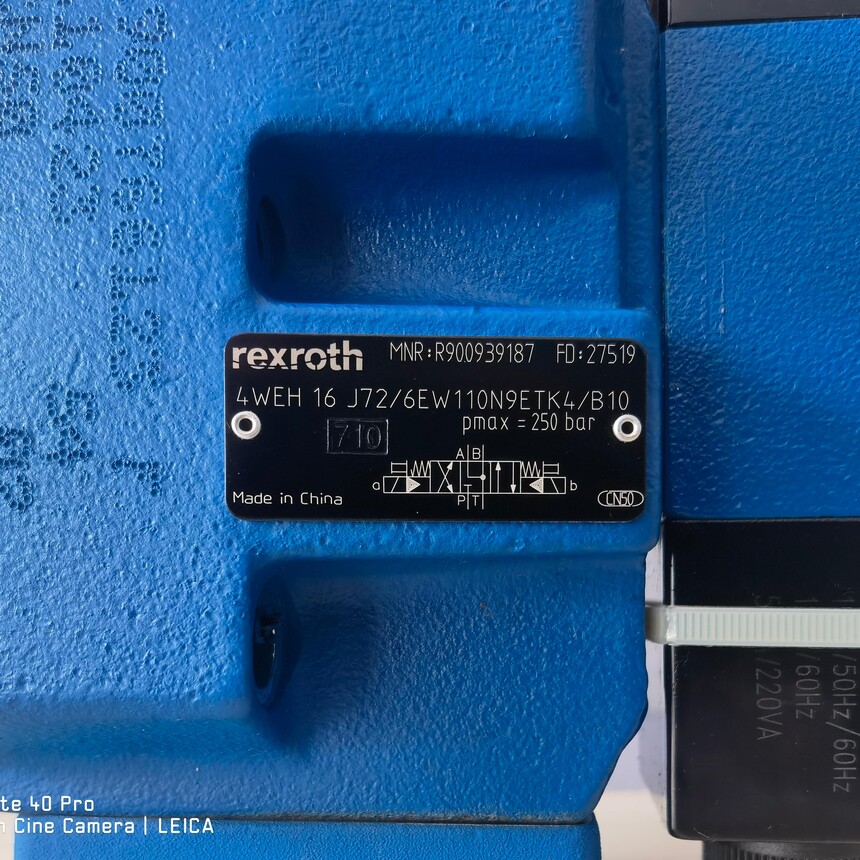 rexroth MNR:R900939187 FD:27519
4WEH 16 J72/6EW110N9ETK4/B10
710 pmax = 250 bar
A B
a b
P T
Made in China CN50
50Hz/60Hz
/60Hz
/220VA
te 40 Pro
Cine Camera | LEICA